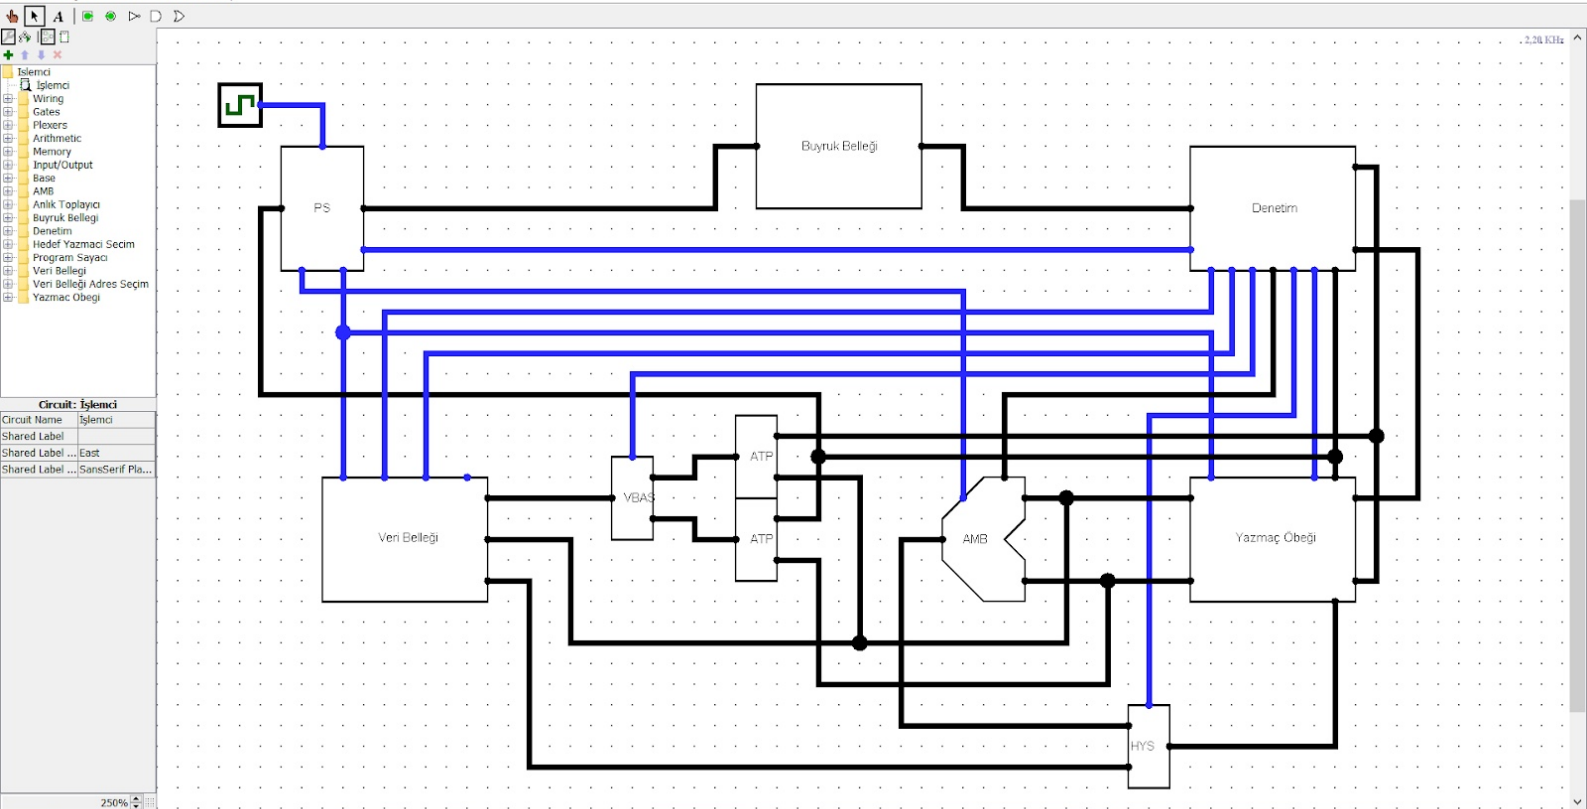 A
2,20 KHz
Islemci
İşlemci
Wiring
Gates
Plexers
Arithmetic
Memory
Input/Output
Base
AMB
Anlık Toplayıcı
Buyruk Bellegi
Denetim
Hedef Yazmaci Secim
Program Sayacı
Veri Bellegi
Veri Belleği Adres Seçim
Yazmac Obegi
Circuit: İşlemci
Circuit Name İşlemci
Shared Label
Shared Label ... East
Shared Label ... SansSerif Pla...
250%
Buyruk Belleği
PS
Denetim
ATP
VBAS
Veri Belleği
ATP
AMB
Yazmaç Öbeği
HYS